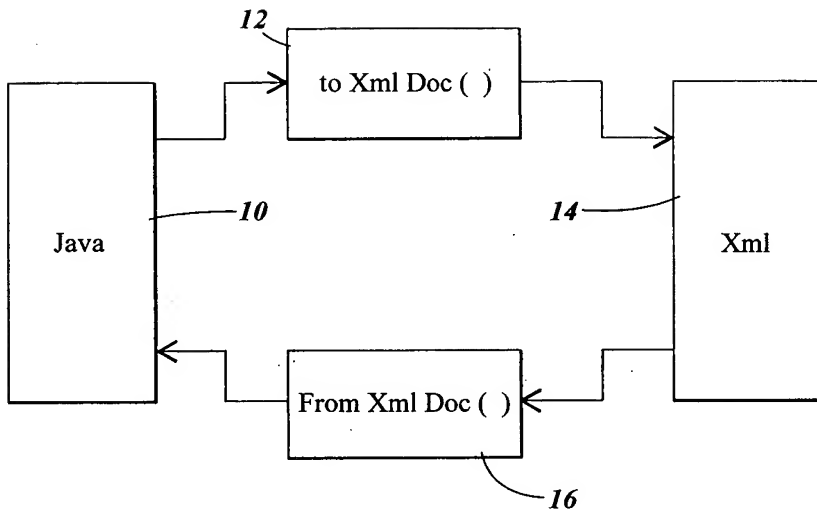 12
to Xml Doc ( )
10
14
Java
Xml
From Xml Doc ( )
16